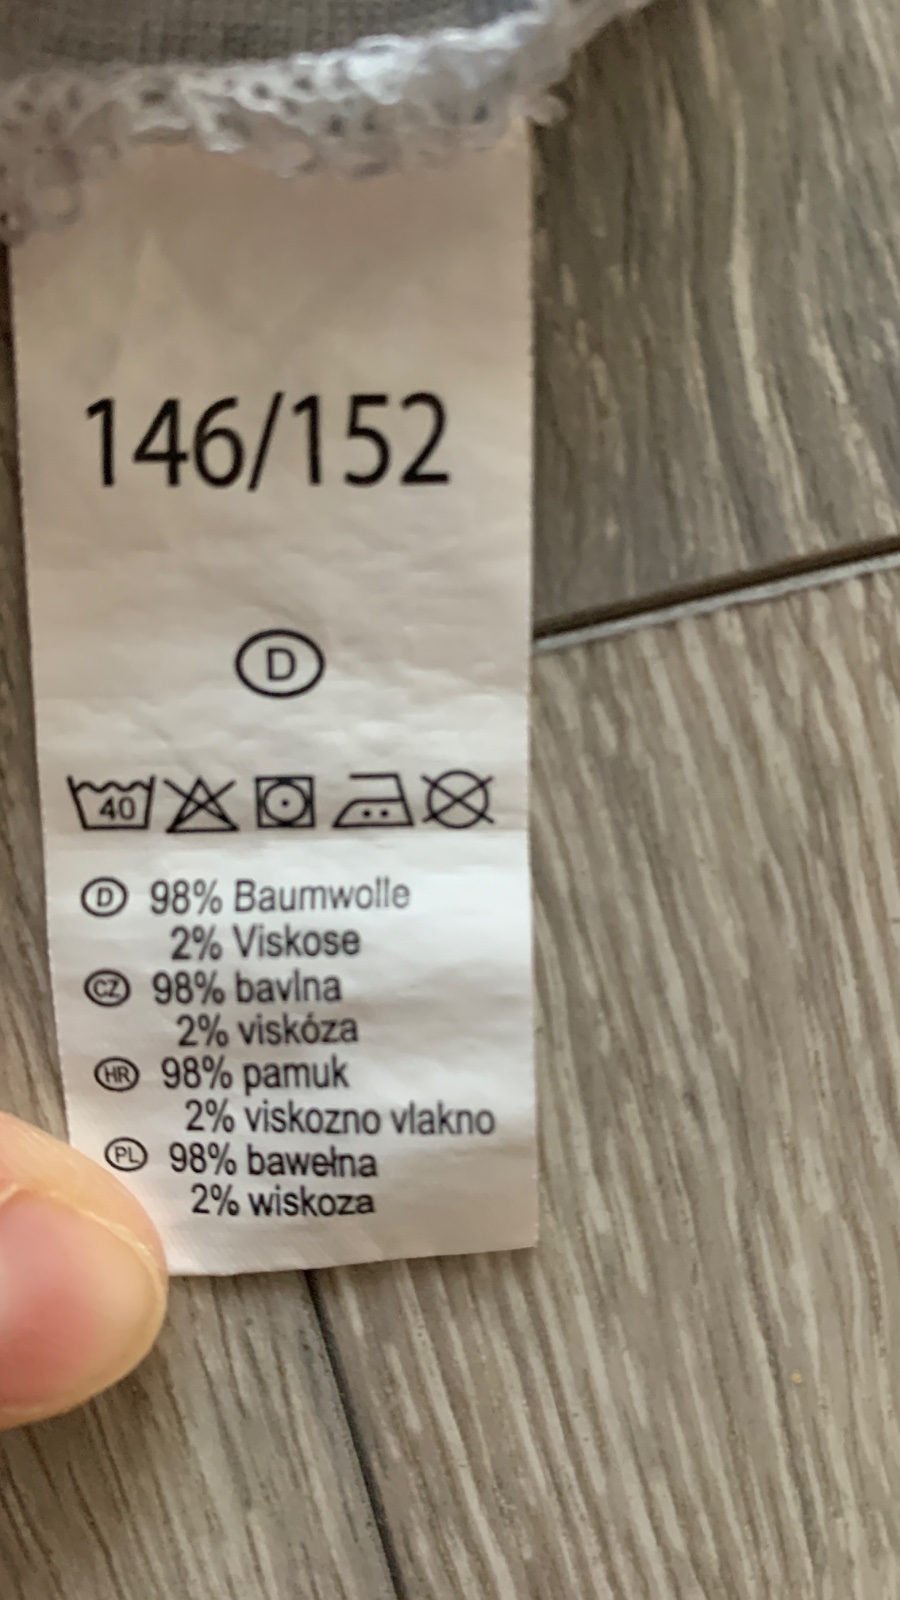 146/152
D
40
D 98% Baumwolle
2% Viskose
CZ 98% bavlna
2% viskóza
HR 98% pamuk
2% viskozno vlakno
PL 98% bawełna
2% wiskoza